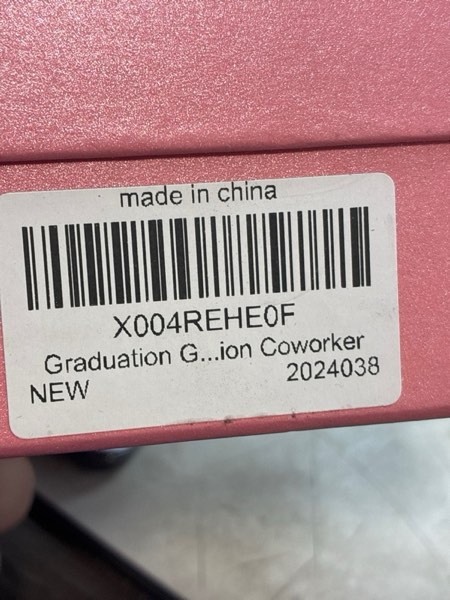 made in china
X004REHE0F
Graduation G...ion Coworker
NEW 2024038